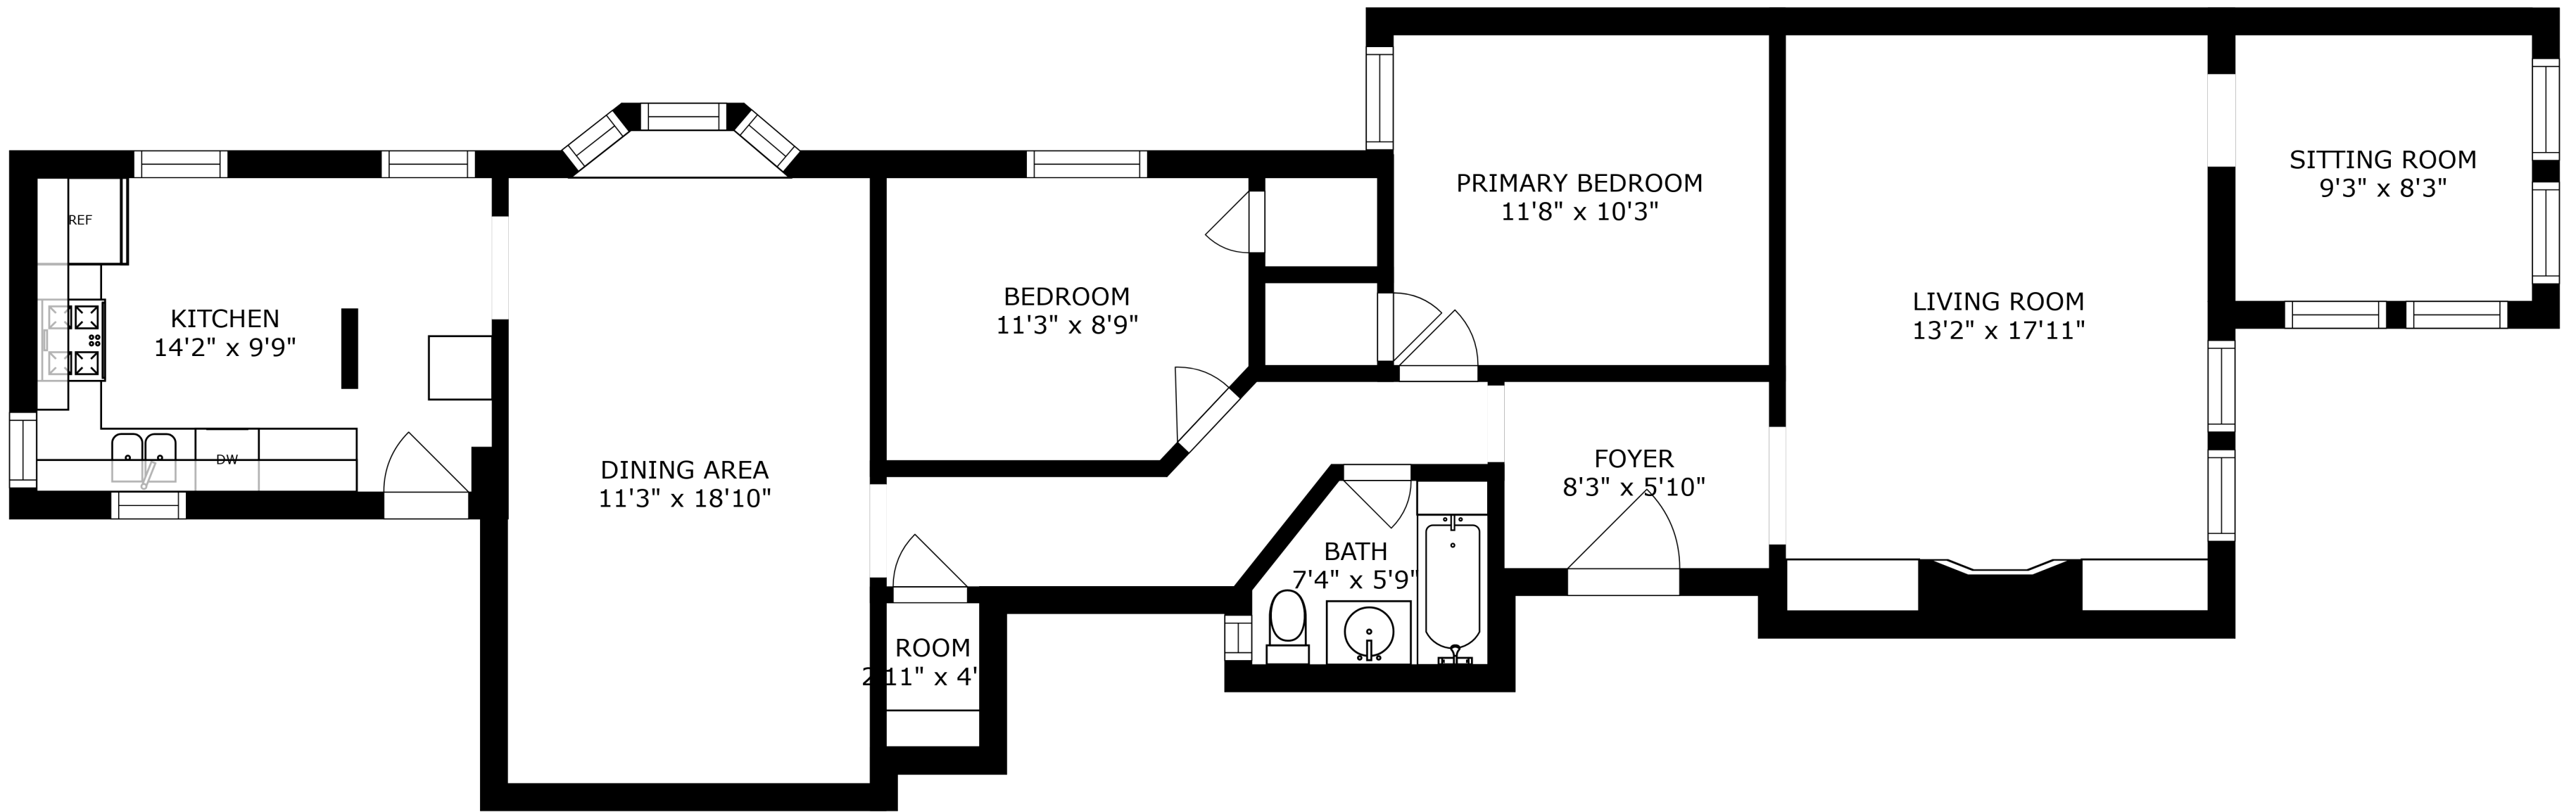 REF
KITCHEN
14'2" x 9'9"
DW
DINING AREA
11'3" x 18'10"
BEDROOM
11'3" x 8'9"
ROOM
11" x 4'
BATH
7'4" x 5'9"
PRIMARY BEDROOM
11'8" x 10'3"
FOYER
8'3" x 5'10"
LIVING ROOM
13'2" x 17'11"
SITTING ROOM
9'3" x 8'3"